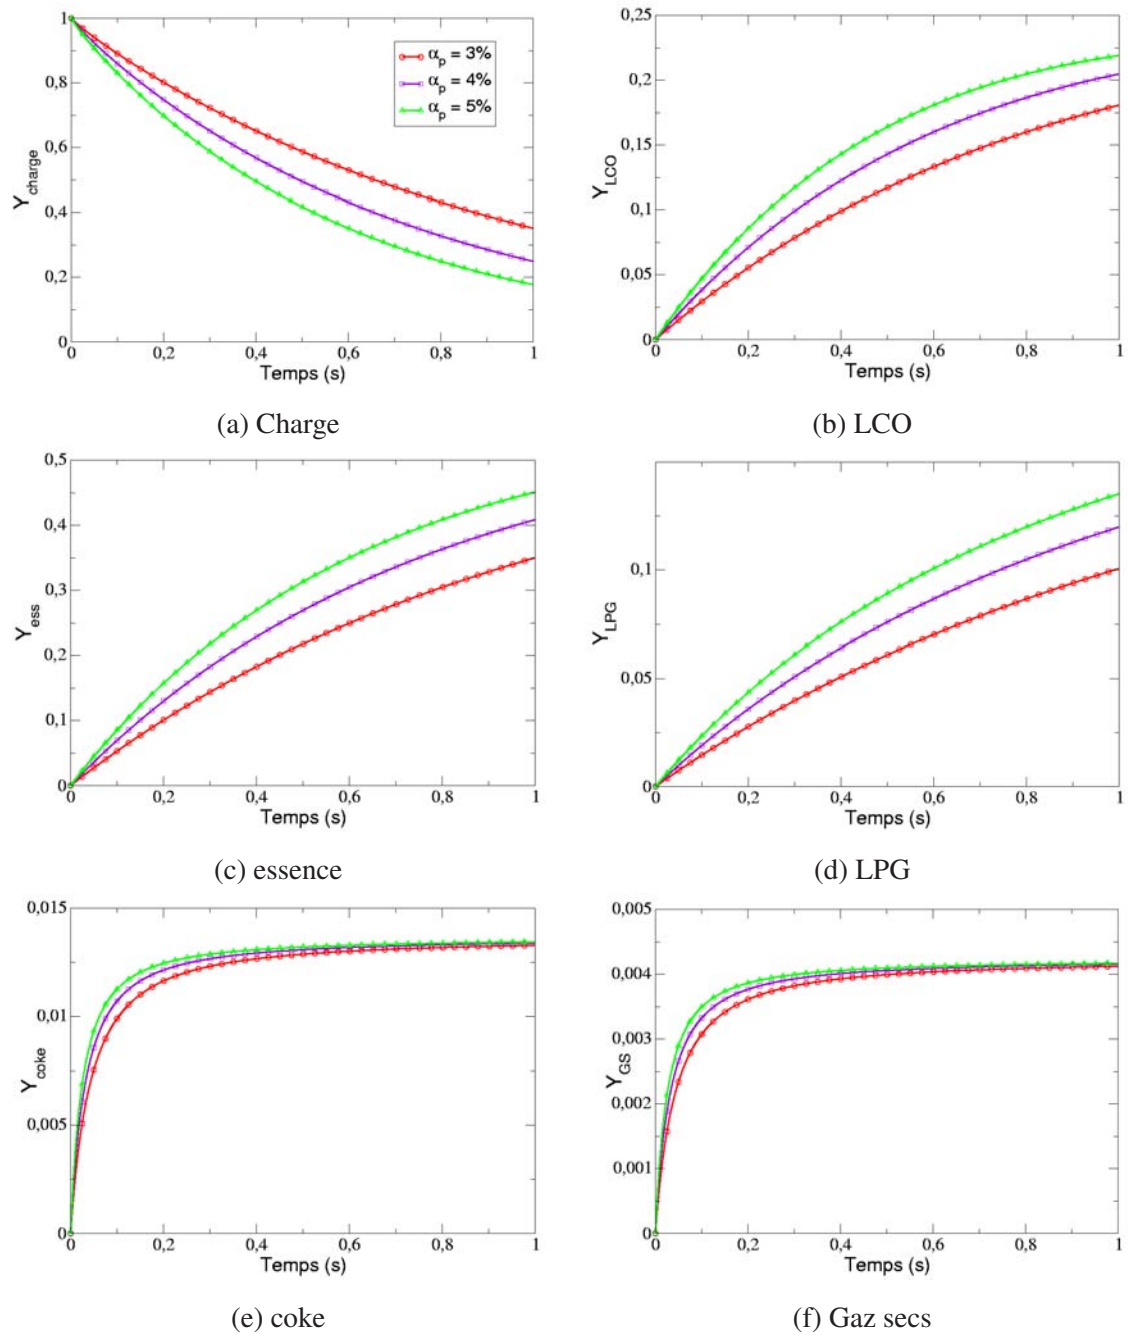 1
0,8
0,6
0,4
0,2
0
Y_charge
α_p = 3%
α_p = 4%
α_p = 5%
0 0,2 0,4 0,6 0,8 1
Temps (s)
(a) Charge
0,25
0,2
0,15
0,1
0,05
0
Y_LCO
0 0,2 0,4 0,6 0,8 1
Temps (s)
(b) LCO
0,5
0,4
0,3
0,2
0,1
0
Y_ess
0 0,2 0,4 0,6 0,8 1
Temps (s)
(c) essence
0,1
0,05
0
Y_LPG
0 0,2 0,4 0,6 0,8 1
Temps (s)
(d) LPG
0,015
0,01
0,005
0
Y_coke
0 0,2 0,4 0,6 0,8 1
Temps (s)
(e) coke
0,005
0,004
0,003
0,002
0,001
0
Y_GS
0 0,2 0,4 0,6 0,8 1
Temps (s)
(f) Gaz secs